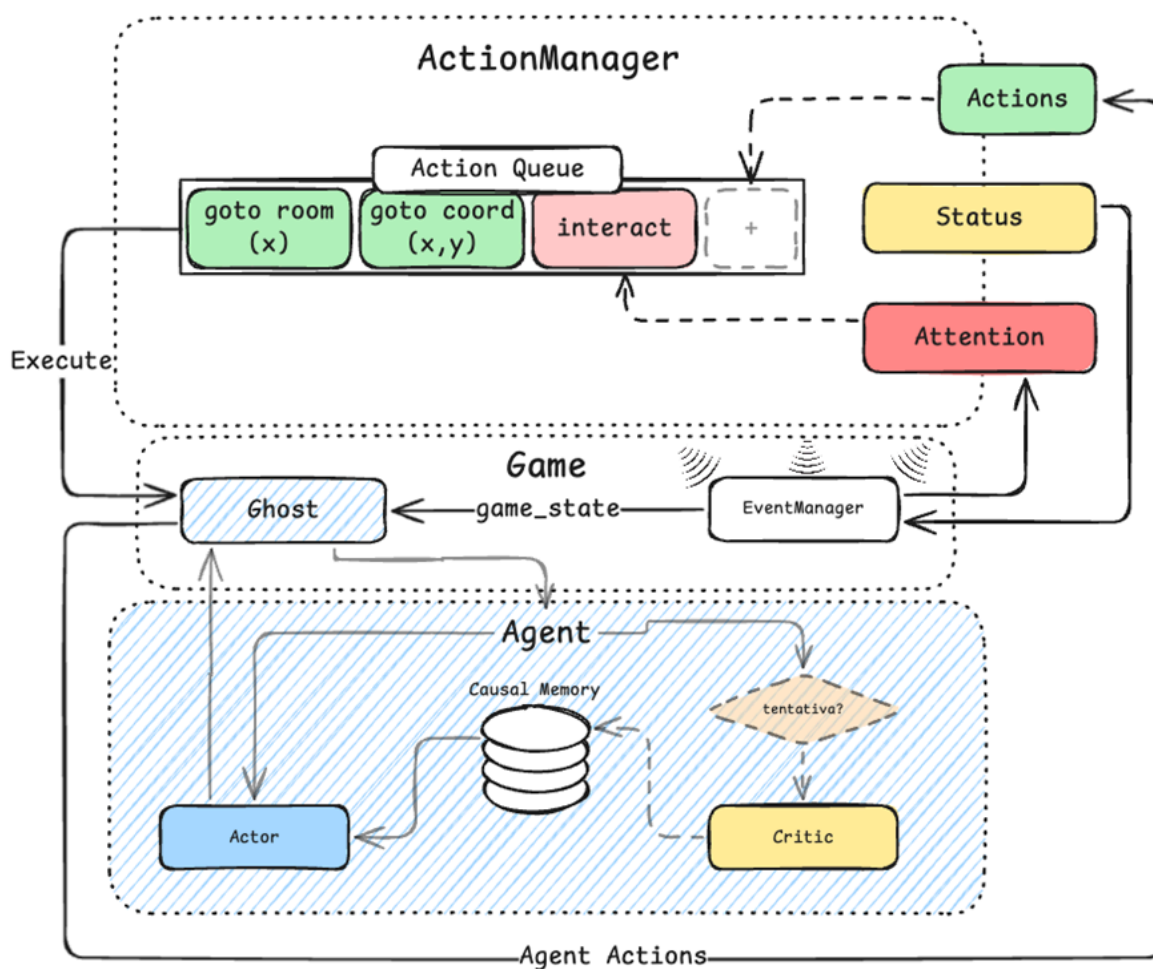 ActionManager
Actions
Action Queue
goto room
(x)
goto coord
(x,y)
interact
+
Status
Attention
Execute
Game
Ghost
game_state
EventManager
Agent
Causal Memory
tentativa?
Actor
Critic
Agent Actions